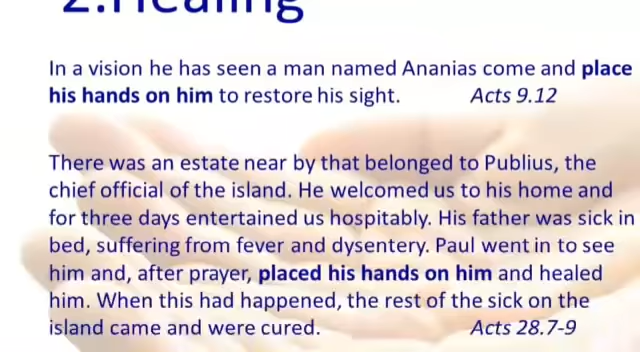 2.Healing
In a vision he has seen a man named Ananias come and place
his hands on him to restore his sight. Acts 9.12
There was an estate near by that belonged to Publius, the
chief official of the island. He welcomed us to his home and
for three days entertained us hospitably. His father was sick in
bed, suffering from fever and dysentery. Paul went in to see
him and, after prayer, placed his hands on him and healed
him. When this had happened, the rest of the sick on the
island came and were cured. Acts 28.7-9